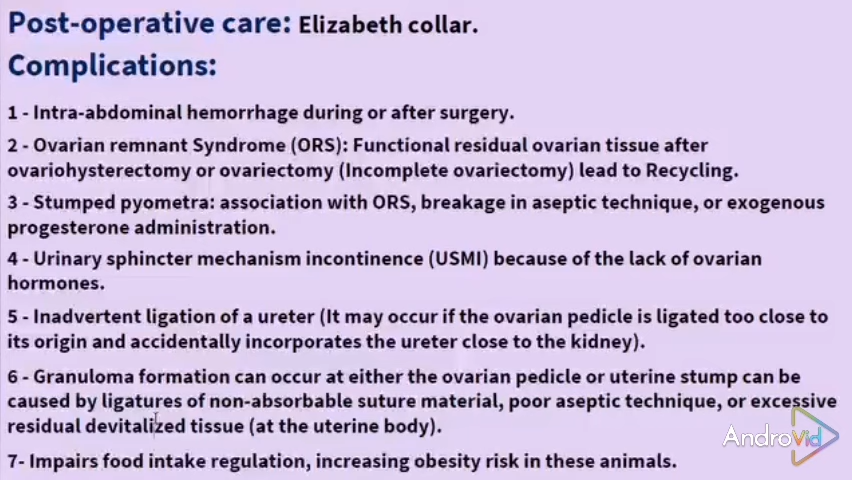 Post-operative care: Elizabeth collar.
Complications:
1 - Intra-abdominal hemorrhage during or after surgery.
2 - Ovarian remnant Syndrome (ORS): Functional residual ovarian tissue after
ovariohysterectomy or ovariectomy (Incomplete ovariectomy) lead to Recycling.
3 - Stumped pyometra: association with ORS, breakage in aseptic technique, or exogenous
progesterone administration.
4 - Urinary sphincter mechanism incontinence (USMI) because of the lack of ovarian
hormones.
5 - Inadvertent ligation of a ureter (It may occur if the ovarian pedicle is ligated too close to
its origin and accidentally incorporates the ureter close to the kidney).
6 - Granuloma formation can occur at either the ovarian pedicle or uterine stump can be
caused by ligatures of non-absorbable suture material, poor aseptic technique, or excessive
residual devitalized tissue (at the uterine body).
7- Impairs food intake regulation, increasing obesity risk in these animals.
AndroVid